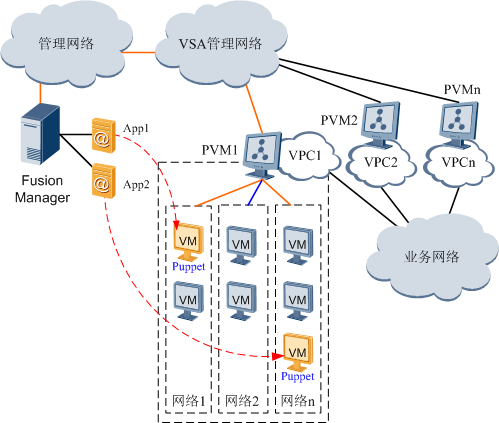 管理网络
VSA管理网络
PVMn
PVM2
App1
PVM1
VPC1
VPC2
VPCn
Fusion
Manager
App2
@
@
VM
VM
VM
Puppet
VM
VM
VM
VM
Puppet
业务网络
网络1
网络2
网络n